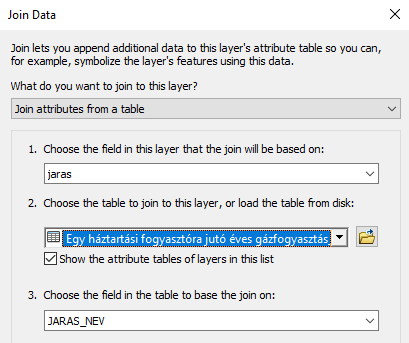 Join Data
Join lets you append additional data to this layer's attribute table so you can,
for example, symbolize the layer's features using this data.
What do you want to join to this layer?
Join attributes from a table
1. Choose the field in this layer that the join will be based on:
jaras
2. Choose the table to join to this layer, or load the table from disk:
Egy háztartási fogyasztóra jutó éves gázfogyasztás
Show the attribute tables of layers in this list
3. Choose the field in the table to base the join on:
JARAS_NEV